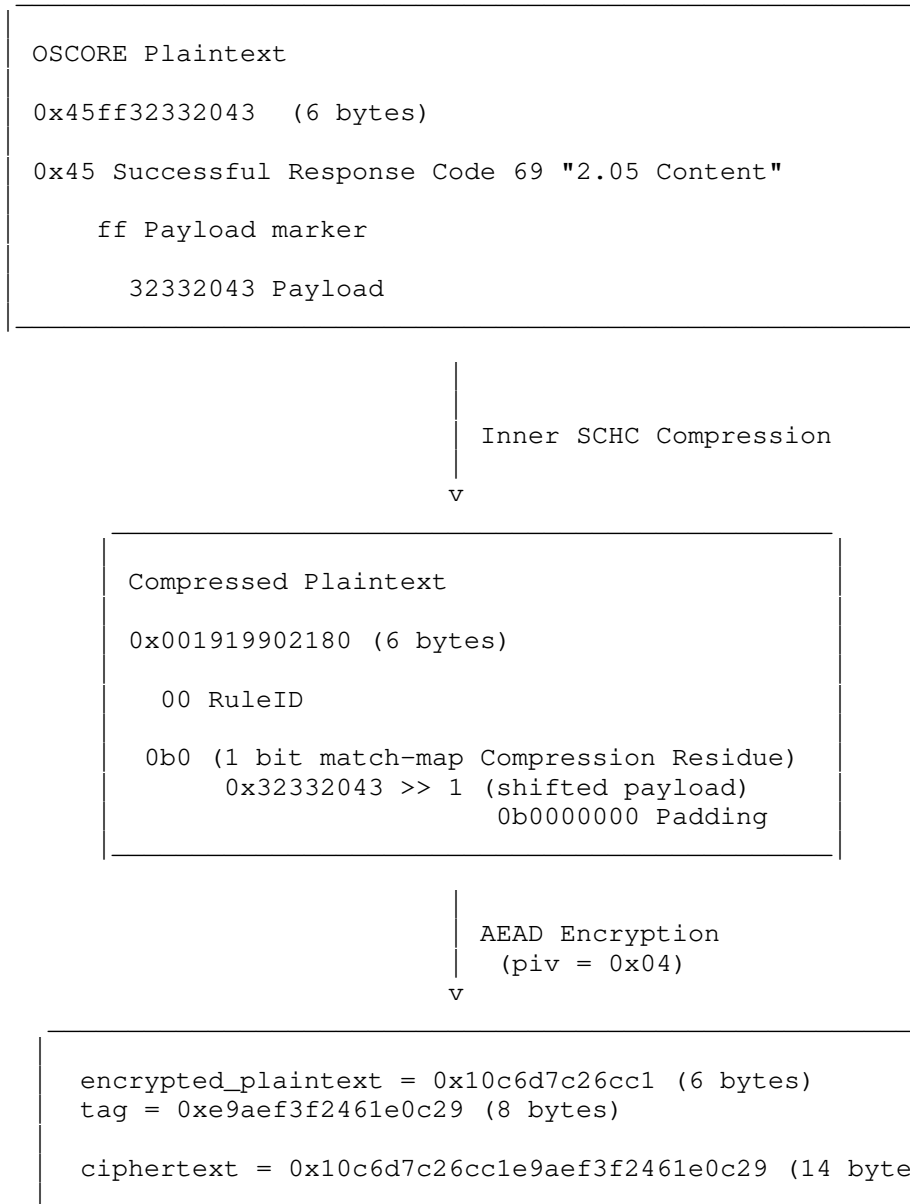 OSCORE Plaintext
0x45ff32332043 (6 bytes)
0x45 Successful Response Code 69 "2.05 Content"
ff Payload marker
32332043 Payload
Inner SCHC Compression
v
Compressed Plaintext
0x001919902180 (6 bytes)
00 RuleID
0b0 (1 bit match-map Compression Residue)
0x32332043 >> 1 (shifted payload)
0b0000000 Padding
AEAD Encryption
(piv = 0x04)
v
encrypted_plaintext = 0x10c6d7c26cc1 (6 bytes)
tag = 0xe9aef3f2461e0c29 (8 bytes)
ciphertext = 0x10c6d7c26cc1e9aef3f2461e0c29 (14 byte